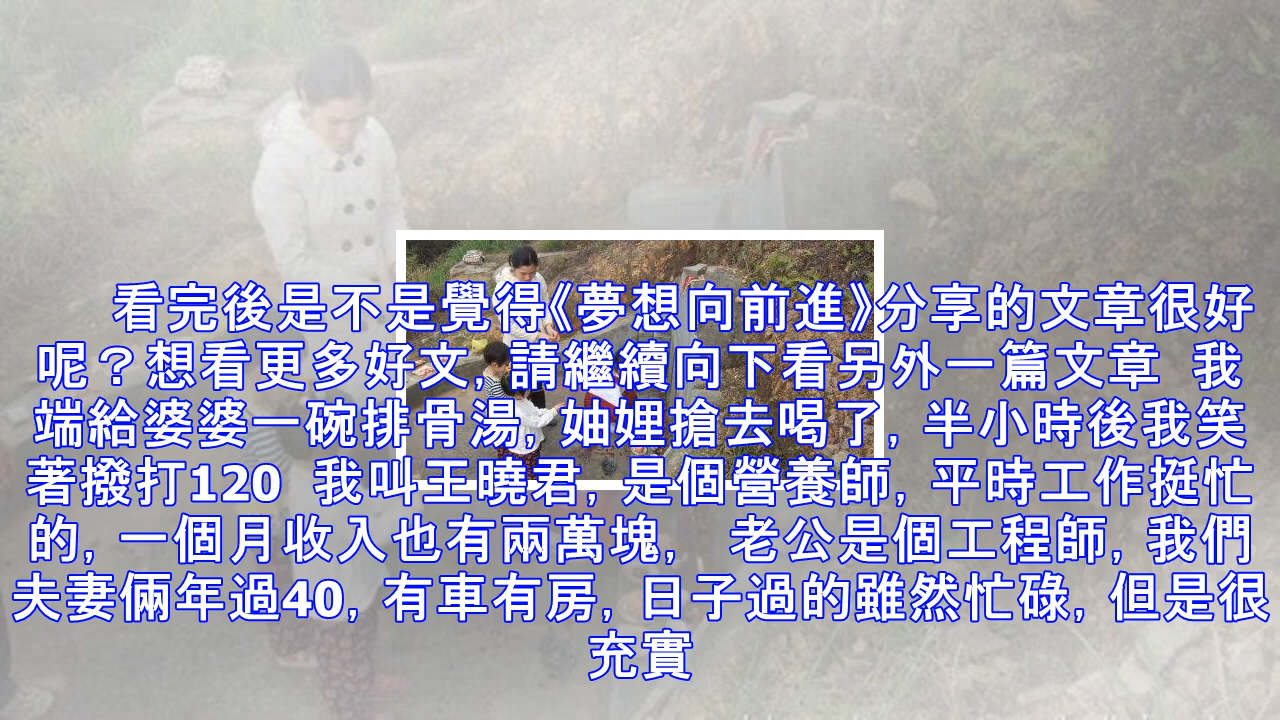 看完後是不是覺得《夢想向前進》分享的文章很好
呢？想看更多好文, 請繼續向下看另外一篇文章 我
端給婆婆一碗排骨湯, 妯娌搶去喝了, 半小時後我笑
著撥打120 我叫王曉君, 是個營養師, 平時工作挺忙
的, 一個月收入也有兩萬塊, 老公是個工程師, 我們
夫妻倆年過40, 有車有房, 日子過的雖然忙碌, 但是很
充實